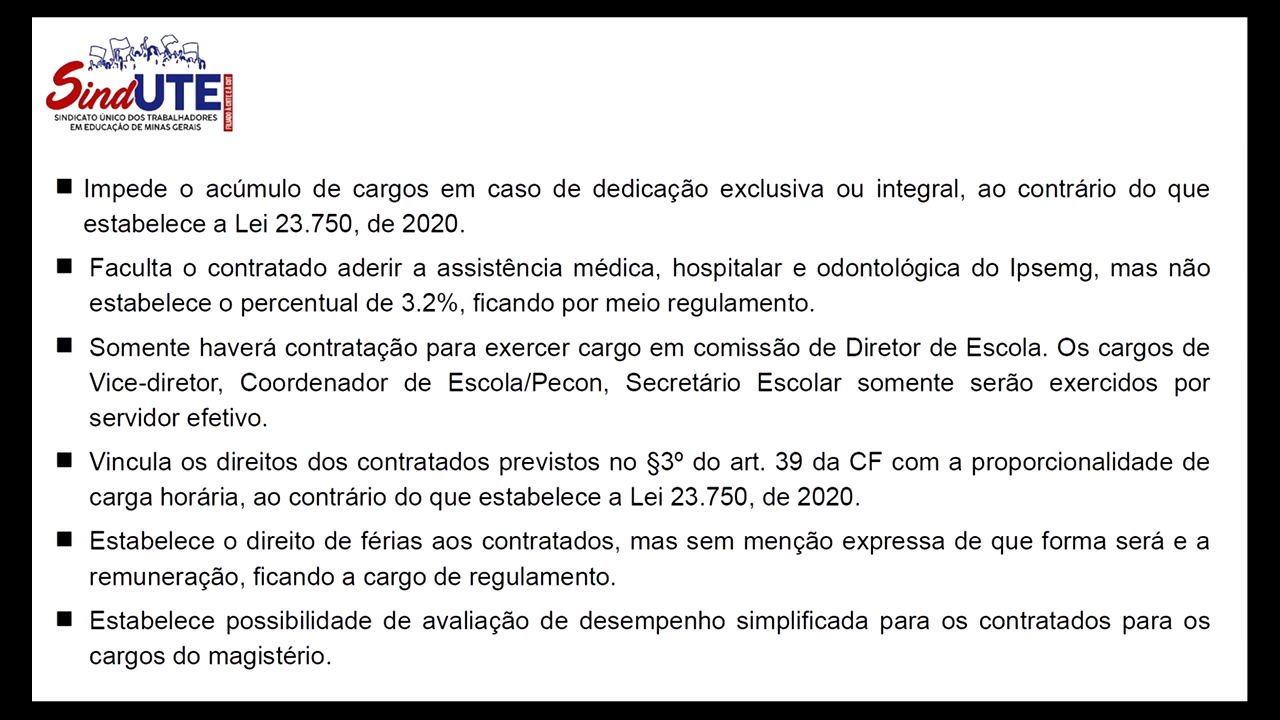 SindUTE
SINDICATO ÚNICO DOS TRABALHADORES
EM EDUCAÇÃO DE MINAS GERAIS
FILIADO À CNTE E À CUT
Impede o acúmulo de cargos em caso de dedicação exclusiva ou integral, ao contrário do que
estabelece a Lei 23.750, de 2020.
Faculta o contratado aderir a assistência médica, hospitalar e odontológica do Ipsemg, mas não
estabelece o percentual de 3.2%, ficando por meio regulamento.
Somente haverá contratação para exercer cargo em comissão de Diretor de Escola. Os cargos de
Vice-diretor, Coordenador de Escola/Pecon, Secretário Escolar somente serão exercidos por
servidor efetivo.
Vincula os direitos dos contratados previstos no §3º do art. 39 da CF com a proporcionalidade de
carga horária, ao contrário do que estabelece a Lei 23.750, de 2020.
Estabelece o direito de férias aos contratados, mas sem menção expressa de que forma será e a
remuneração, ficando a cargo de regulamento.
Estabelece possibilidade de avaliação de desempenho simplificada para os contratados para os
cargos do magistério.